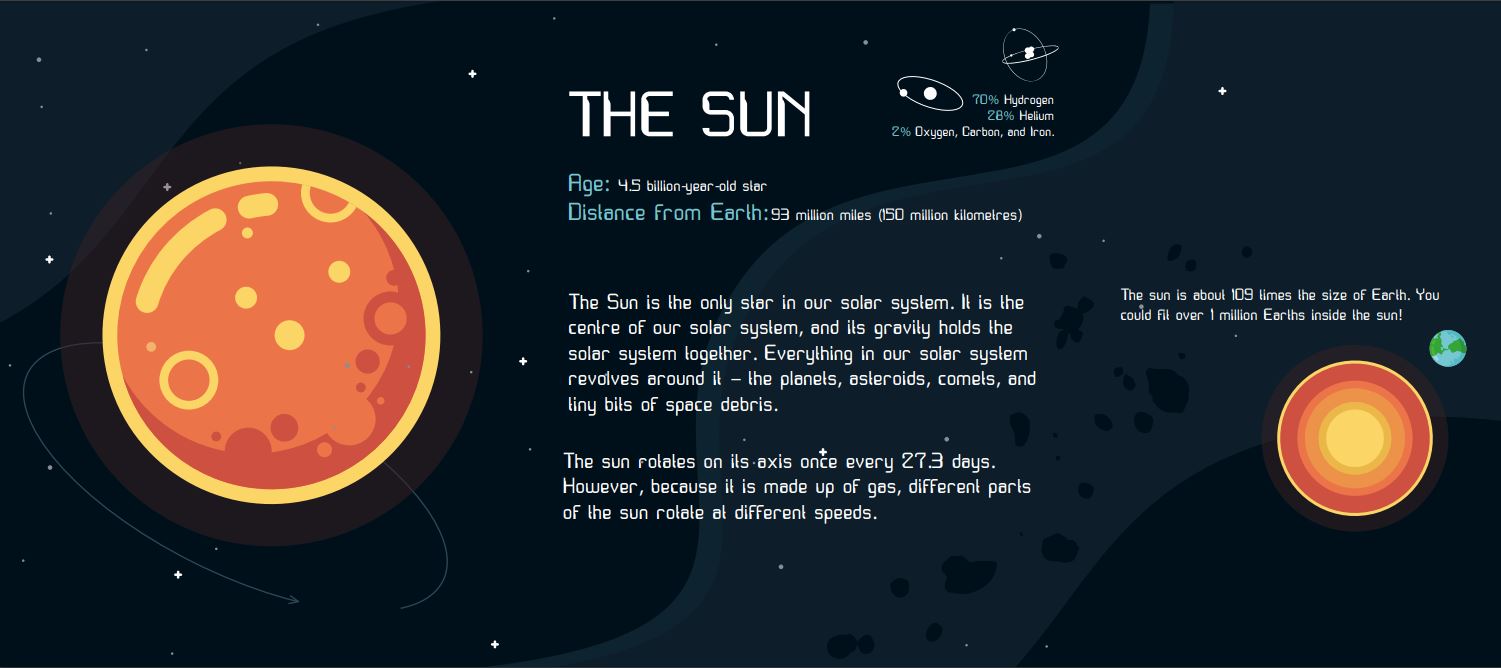 THE SUN
70% Hydrogen
28% Helium
2% Oxygen, Carbon, and Iron.
Age: 4.5 billion-year-old star
Distance from Earth: 93 million miles (150 million kilometres)
The Sun is the only star in our solar system. It is the
centre of our solar system, and its gravity holds the
solar system together. Everything in our solar system
revolves around it – the planets, asteroids, comets, and
tiny bits of space debris.
The sun rotates on its axis once every 27.3 days.
However, because it is made up of gas, different parts
of the sun rotate at different speeds.
The sun is about 109 times the size of Earth. You
could fit over 1 million Earths inside the sun!